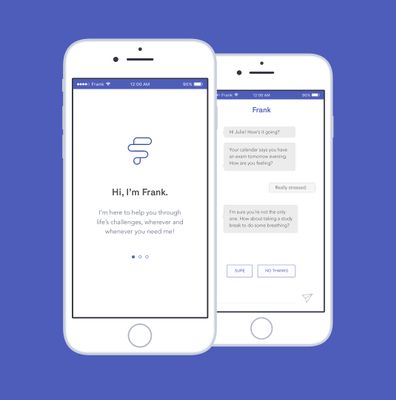 Frank
12:00 AM
90%
Hi, I'm Frank.
I'm here to help you through
life's challenges, wherever and
whenever you need me!
Frank
12:00 AM
90%
Frank
Hi Julie! How's it going?
Your calendar says you have
an exam tomorrow evening.
How are you feeling?
Really stressed.
I'm sure you're not the only
one. How about taking a study
break to do some breathing?
SURE
NO THANKS